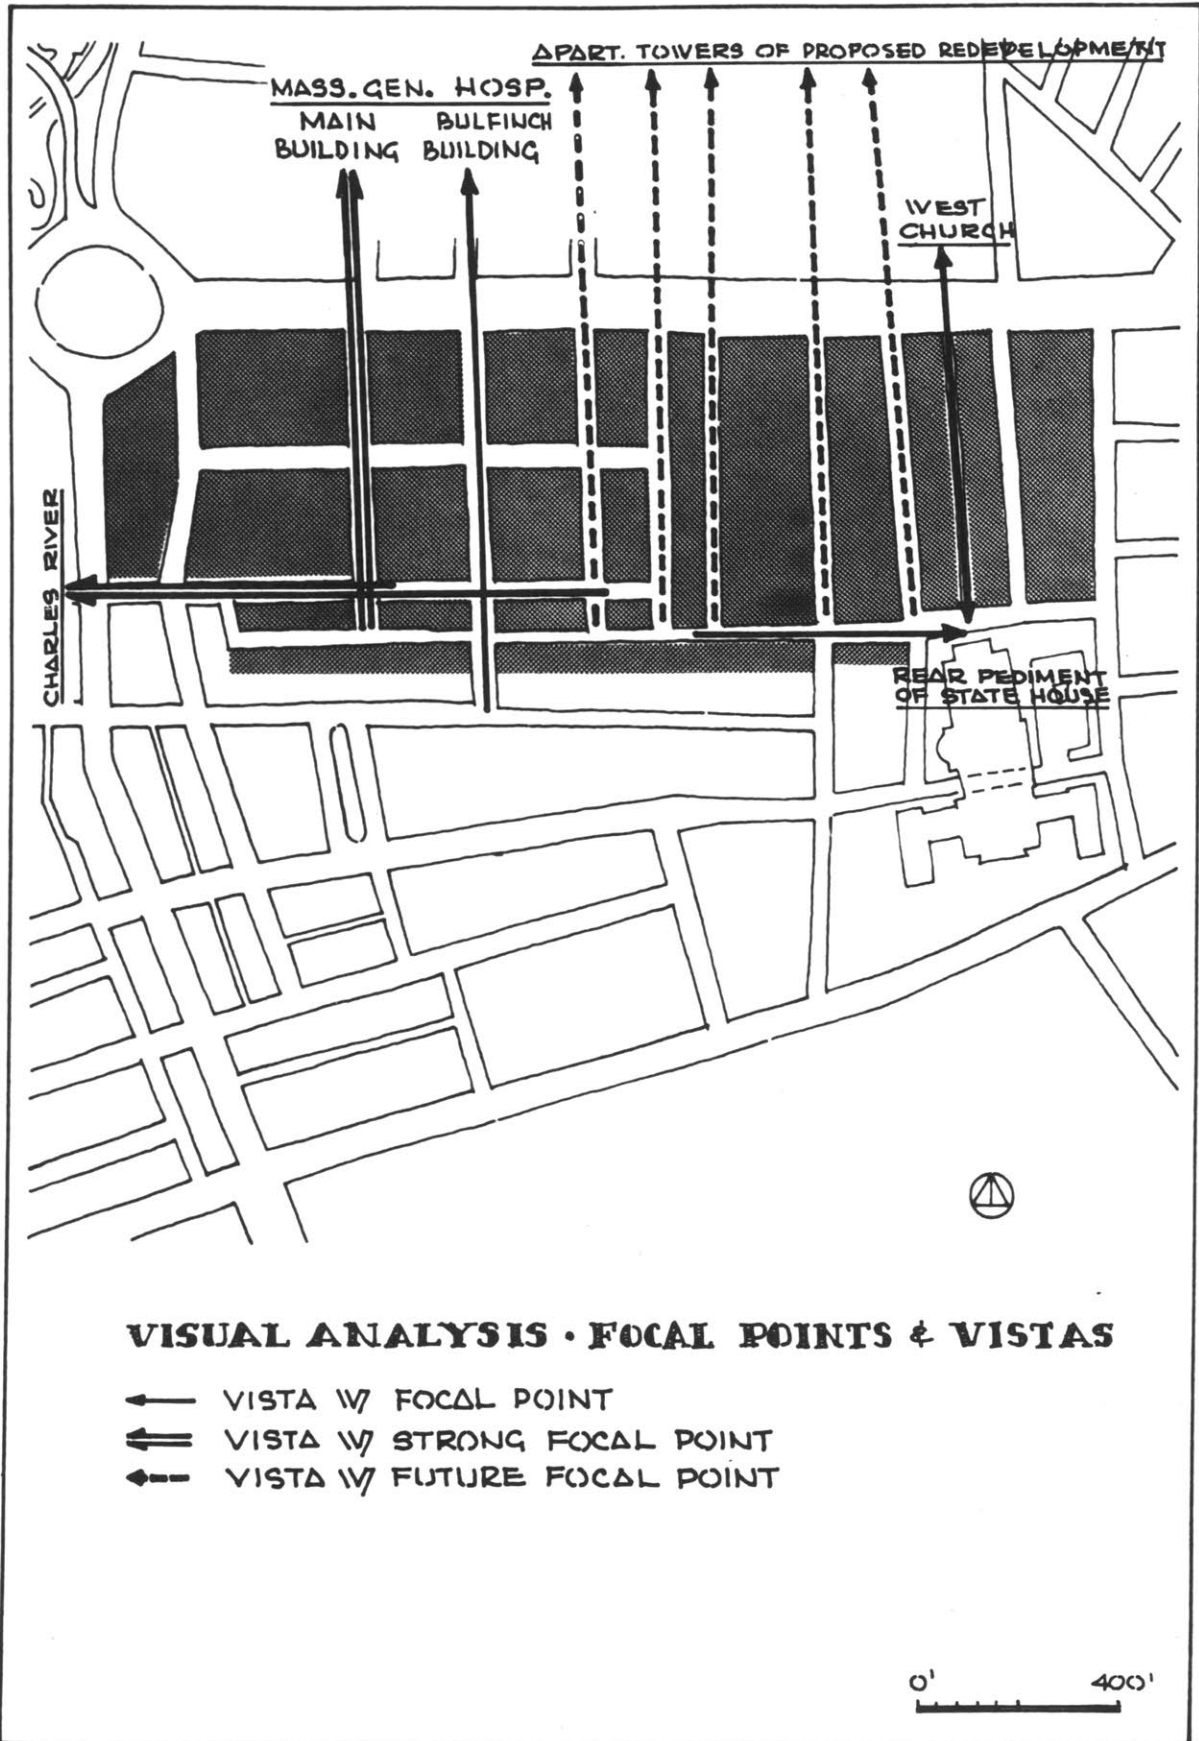 APART. TOWERS OF PROPOSED REDEVELOPMENT
MASS. GEN. HOSP.
MAIN BUILDING
BULFINCH BUILDING
WEST
CHURCH
CHARLES RIVER
REAR PEDIMENT
OF STATE HOUSE
VISUAL ANALYSIS · FOCAL POINTS & VISTAS
VISTA W/ FOCAL POINT
VISTA W/ STRONG FOCAL POINT
VISTA W/ FUTURE FOCAL POINT
0' 400'